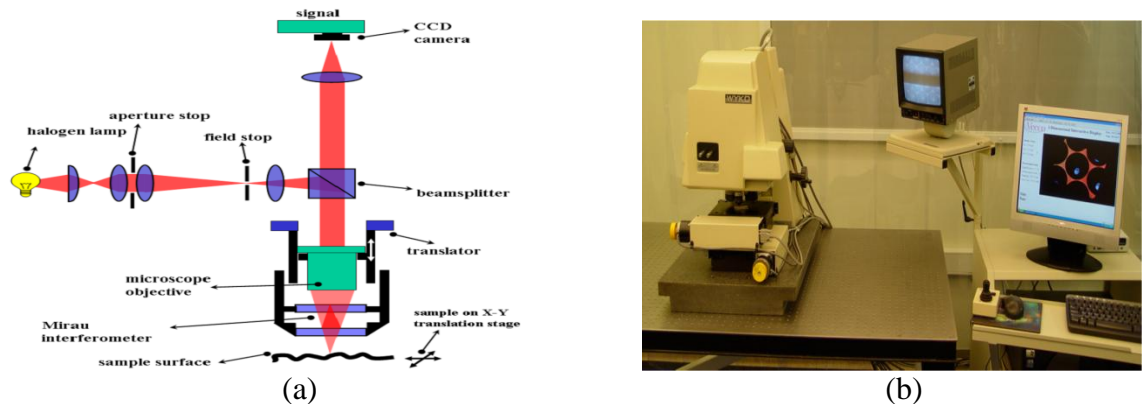 signal
CCD
camera
aperture stop
halogen lamp
field stop
beamsplitter
translator
microscope
objective
Mirau
interferometer
sample on X-Y
translation stage
sample surface
(a)
WYKO
(b)